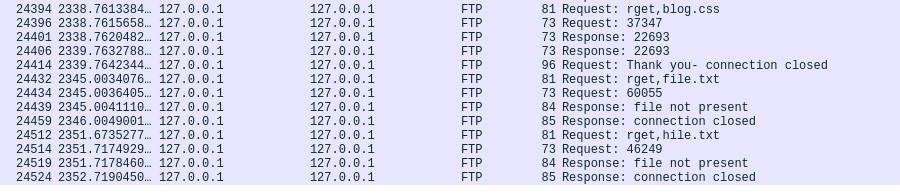 24394 2338.7613384… 127.0.0.1 127.0.0.1 FTP 81 Request: rget,blog.css
24396 2338.7615658… 127.0.0.1 127.0.0.1 FTP 73 Request: 37347
24401 2338.7620482… 127.0.0.1 127.0.0.1 FTP 73 Response: 22693
24406 2339.7632788… 127.0.0.1 127.0.0.1 FTP 73 Response: 22693
24414 2339.7642344… 127.0.0.1 127.0.0.1 FTP 96 Request: Thank you- connection closed
24432 2345.0034076… 127.0.0.1 127.0.0.1 FTP 81 Request: rget,file.txt
24434 2345.0036405… 127.0.0.1 127.0.0.1 FTP 73 Request: 60055
24439 2345.0041110… 127.0.0.1 127.0.0.1 FTP 84 Response: file not present
24459 2346.0049001… 127.0.0.1 127.0.0.1 FTP 85 Response: connection closed
24512 2351.6735277… 127.0.0.1 127.0.0.1 FTP 81 Request: rget,hile.txt
24514 2351.7174929… 127.0.0.1 127.0.0.1 FTP 73 Request: 46249
24519 2351.7178460… 127.0.0.1 127.0.0.1 FTP 84 Response: file not present
24524 2352.7190450… 127.0.0.1 127.0.0.1 FTP 85 Response: connection closed